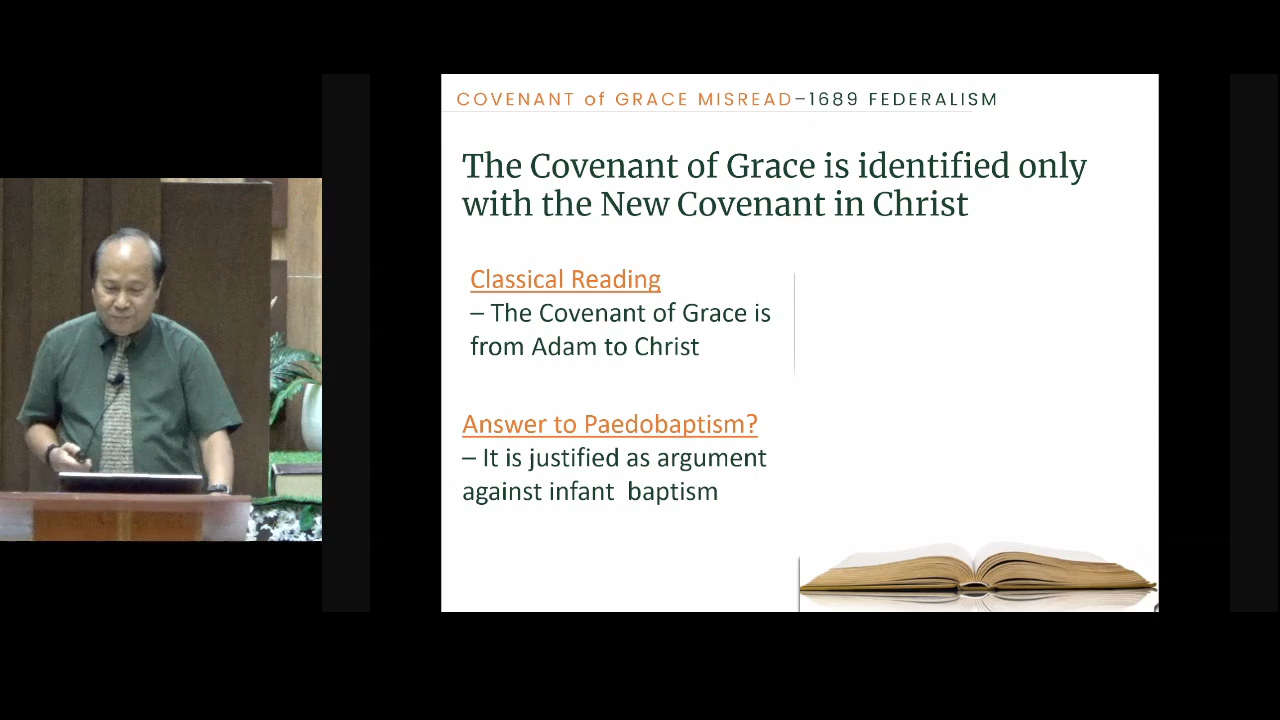 COVENANT of GRACE MISREAD–1689 FEDERALISM
The Covenant of Grace is identified only
with the New Covenant in Christ
Classical Reading
– The Covenant of Grace is
from Adam to Christ
Answer to Paedobaptism?
– It is justified as argument
against infant baptism